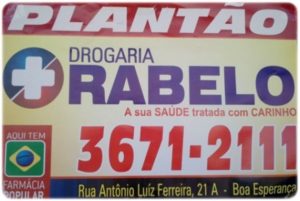 PLANTÃO
DROGARIA
RABELO
A sua SAÚDE tratada com CARINHO
AQUI TEM
3671-2111
FARMÁCIA
POPULAR
Rua Antônio Luíz Ferreira, 21 A - Boa Esperança